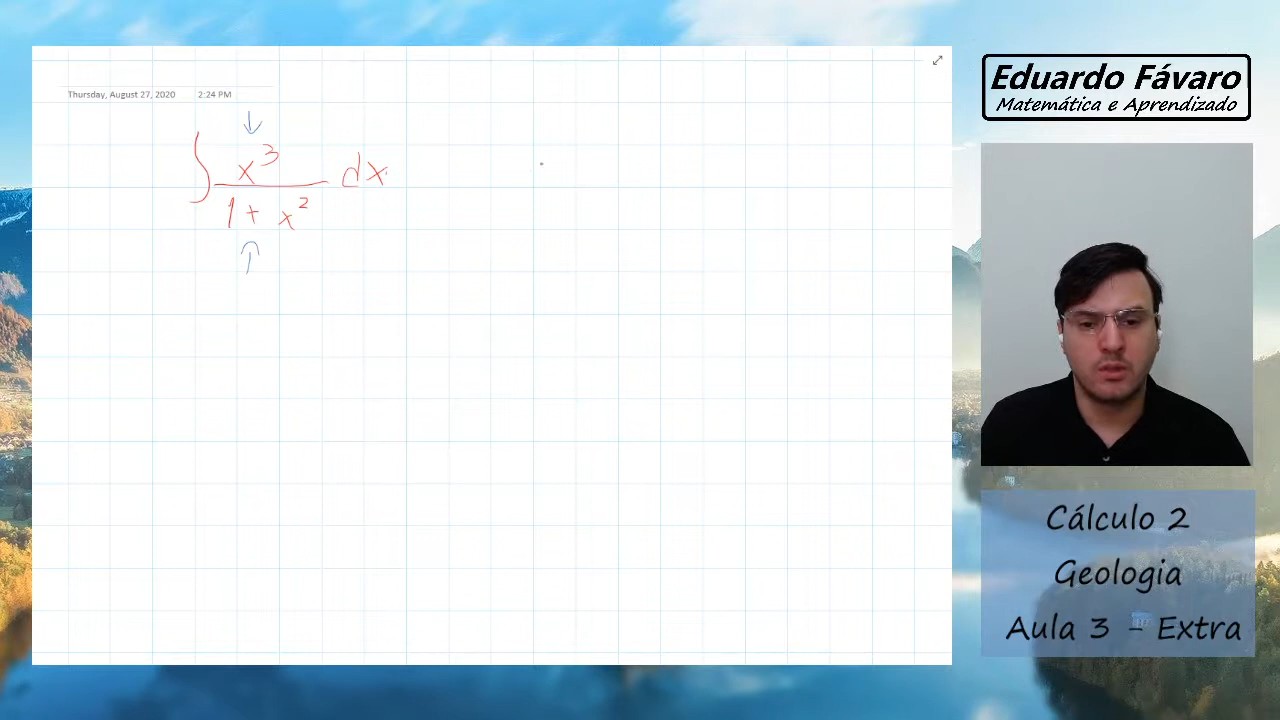 Thursday, August 27, 2020 2:24 PM
∫ x³ / (1 + x²) dx
Eduardo Fávaro
Matemática e Aprendizado
Cálculo 2
Geologia
Aula 3 - Extra